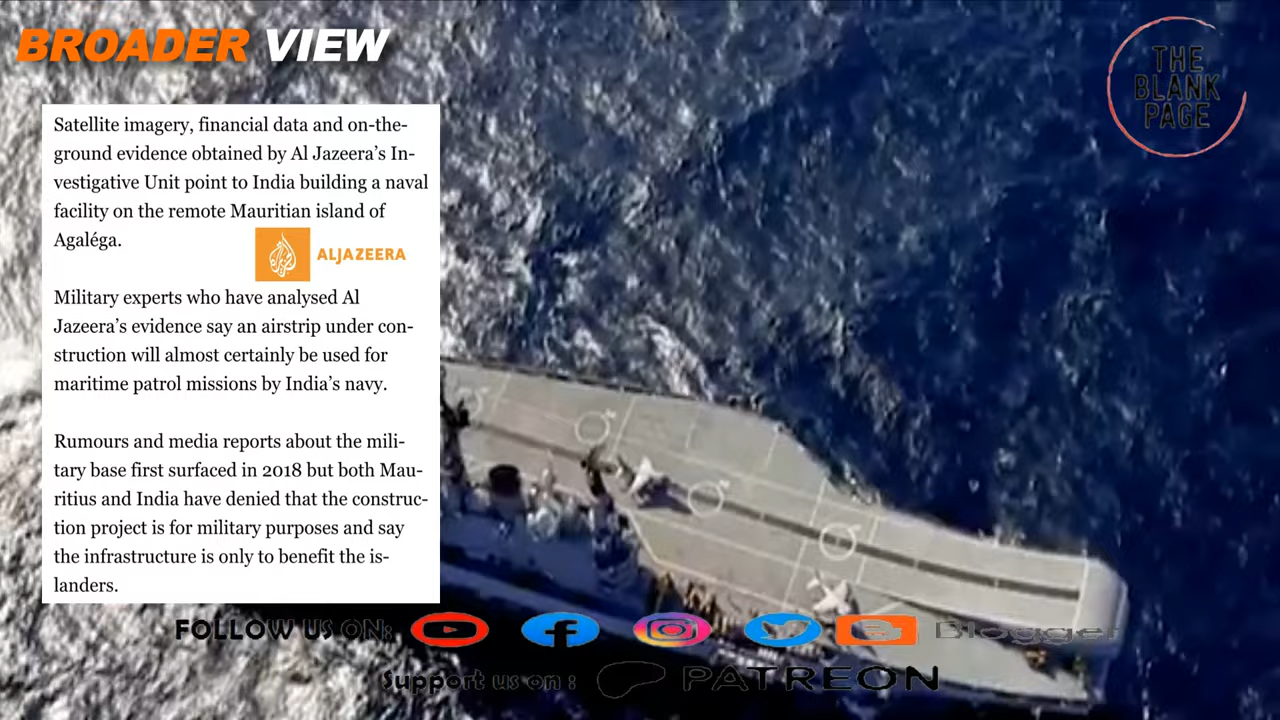 BROADER VIEW
THE
BLANK
PAGE
Satellite imagery, financial data and on-the-
ground evidence obtained by Al Jazeera's In-
vestigative Unit point to India building a naval
facility on the remote Mauritian island of
Agaléga.
ALJAZEERA
Military experts who have analysed Al
Jazeera's evidence say an airstrip under con-
struction will almost certainly be used for
maritime patrol missions by India's navy.
Rumours and media reports about the mili-
tary base first surfaced in 2018 but both Mau-
ritius and India have denied that the construc-
tion project is for military purposes and say
the infrastructure is only to benefit the is-
landers.
FOLLOW US ON: Blogger
Support us on : PATREON